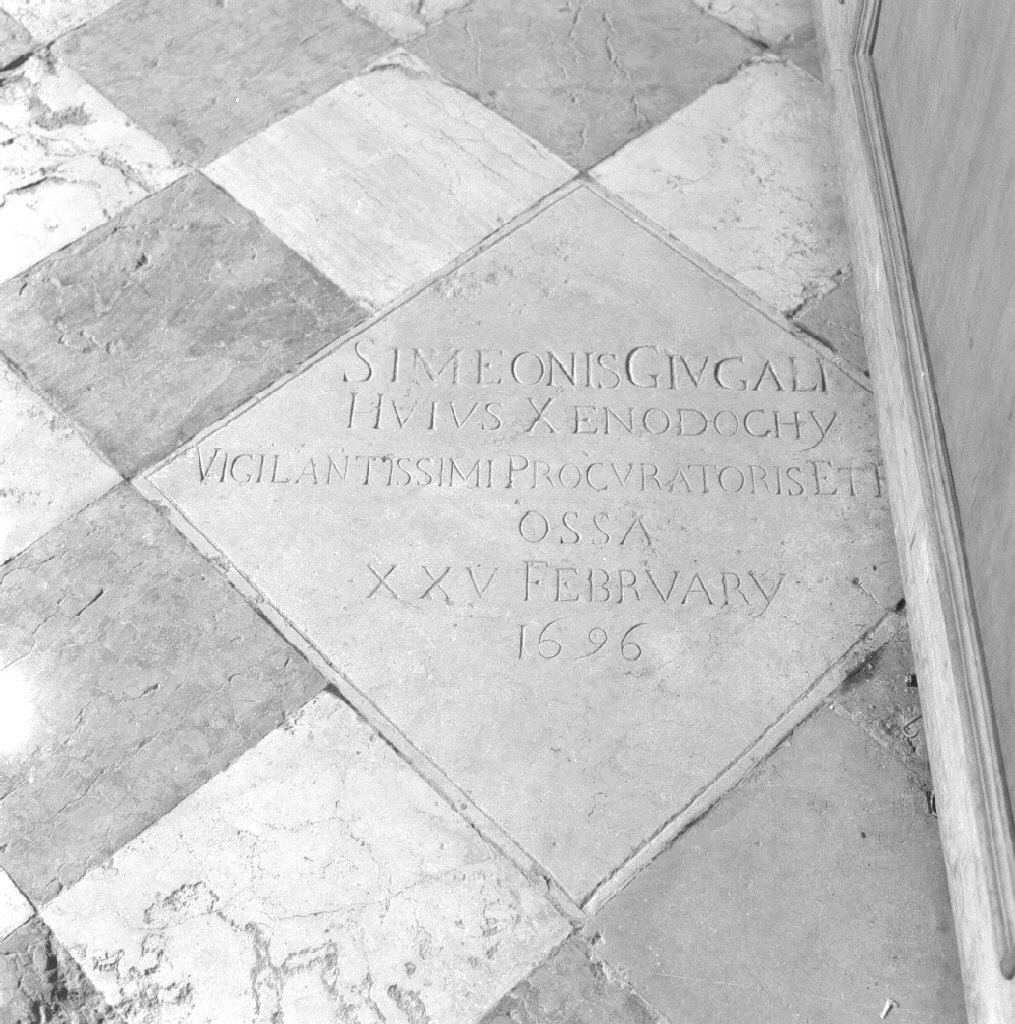 SIMEONIS GIVGALI
HVIVS XENODOCHY
VIGILANTISSIMI PROCVRATORIS ET
OSSA
XXV FEBRVARY
1696